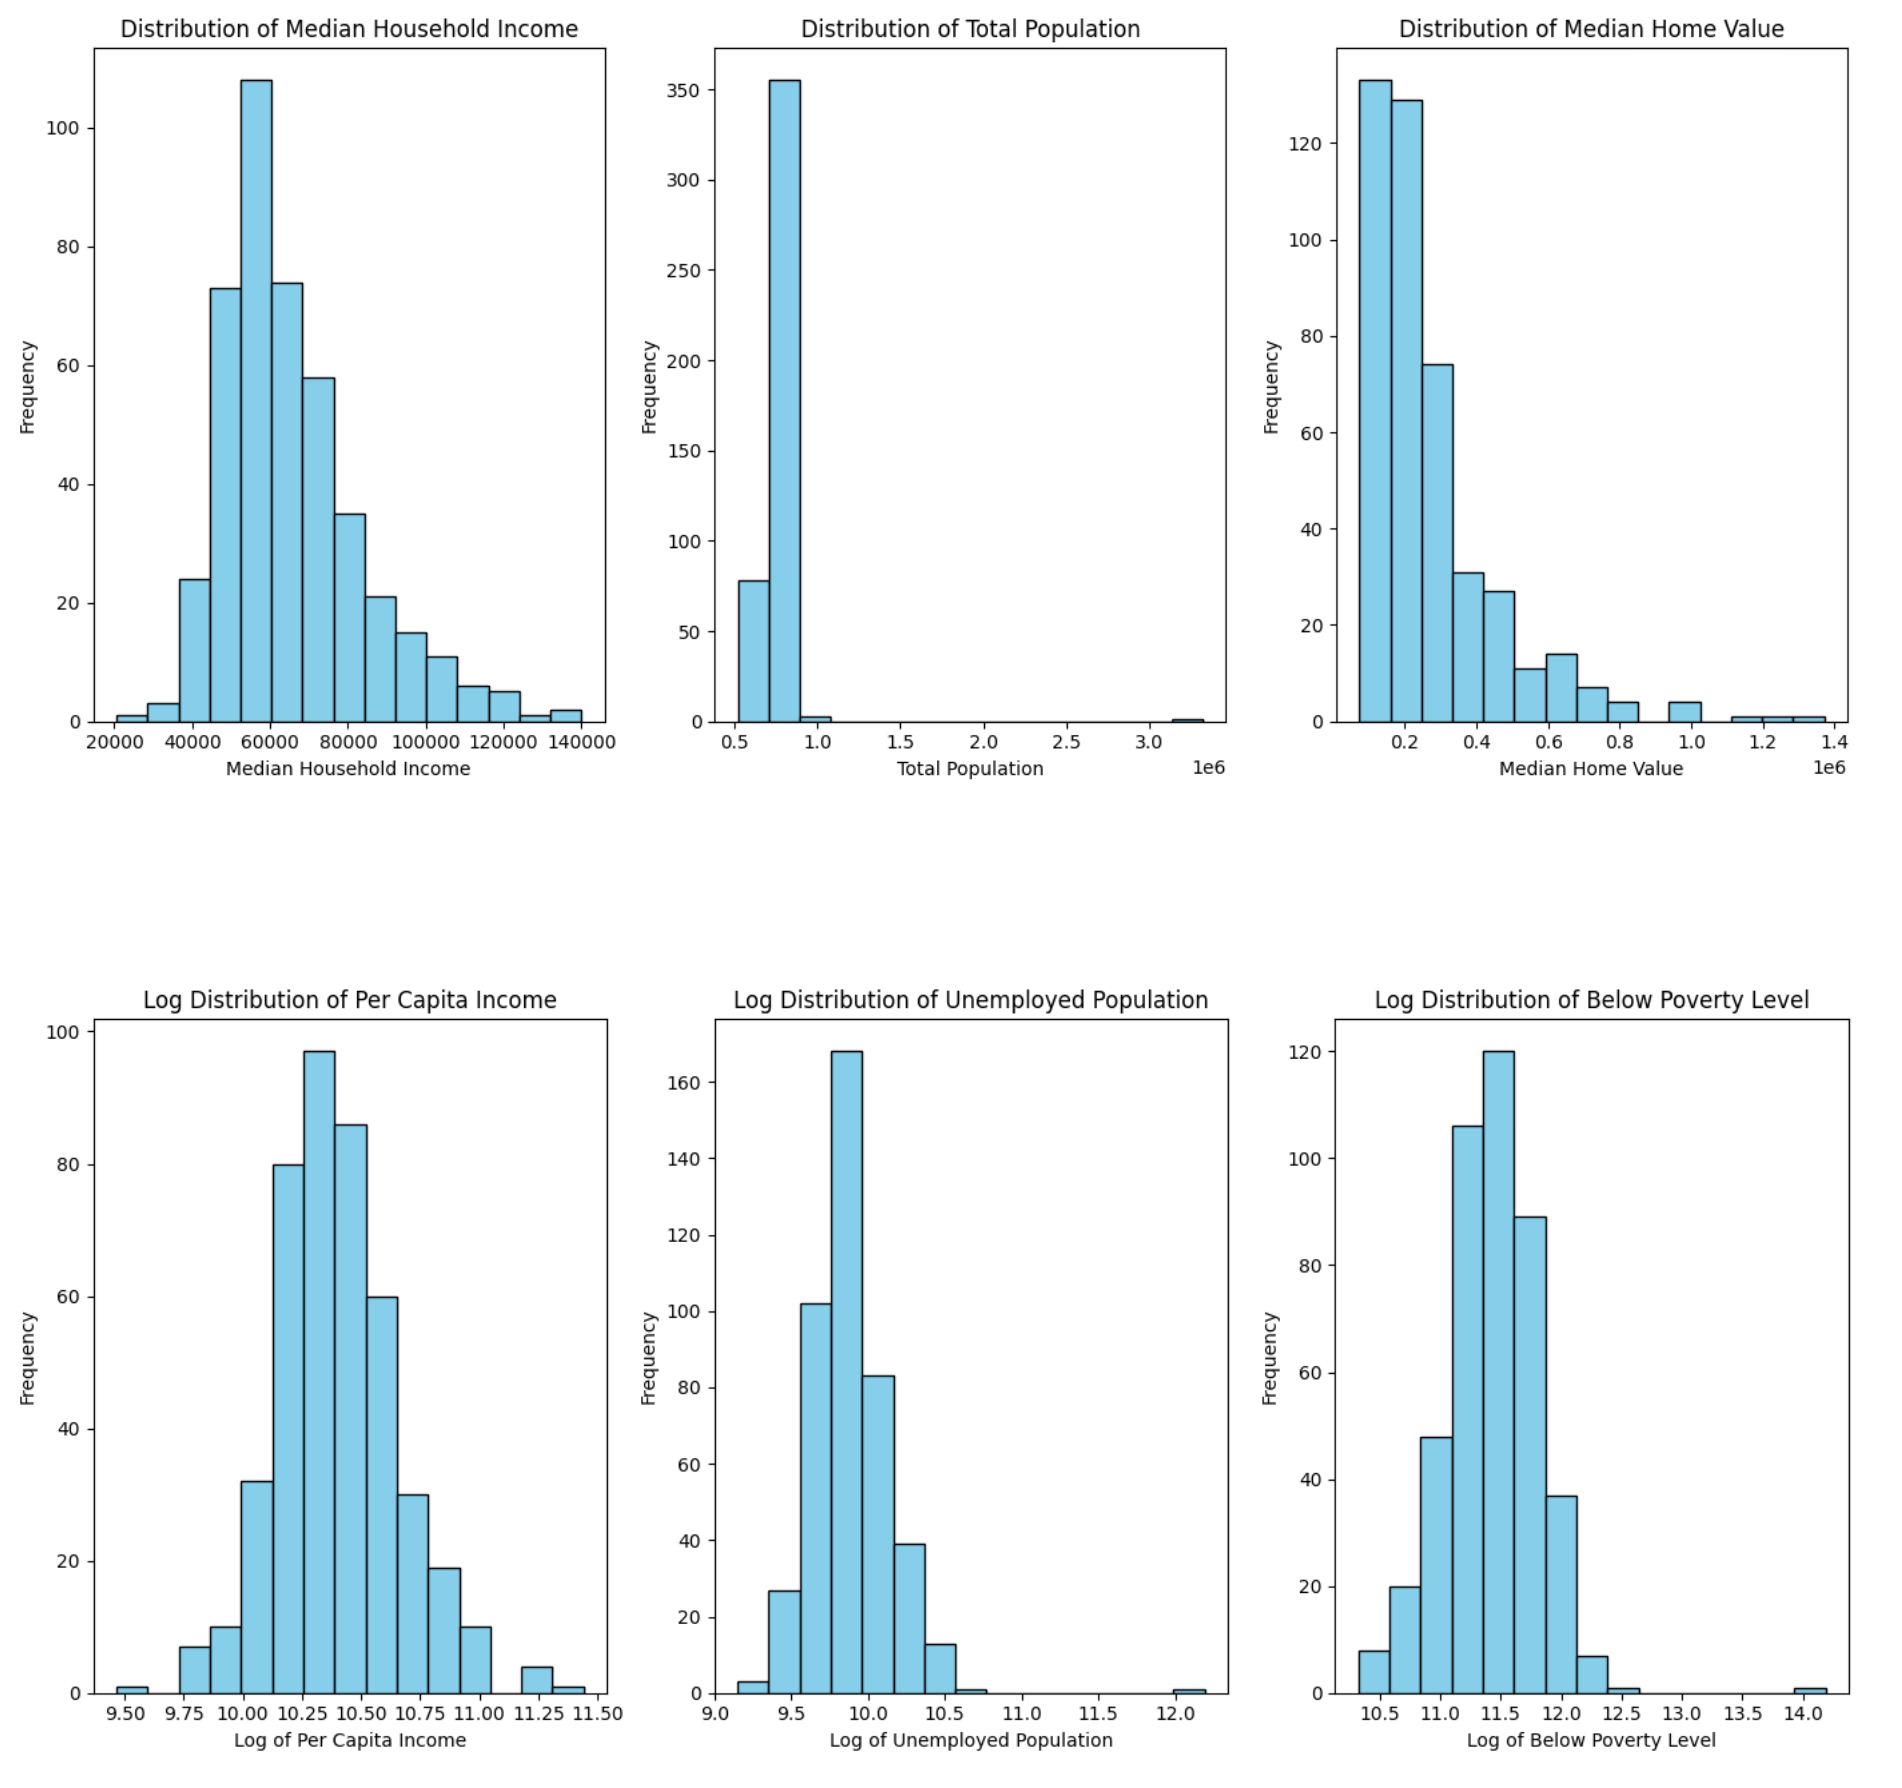 Distribution of Median Household Income
100
80
60
40
20
0
Frequency
20000 40000 60000 80000 100000 120000 140000
Median Household Income
Distribution of Total Population
350
300
250
200
150
100
50
0
Frequency
0.5 1.0 1.5 2.0 2.5 3.0
Total Population
1e6
Distribution of Median Home Value
120
100
80
60
40
20
0
Frequency
0.2 0.4 0.6 0.8 1.0 1.2 1.4
Median Home Value
1e6
Log Distribution of Per Capita Income
100
80
60
40
20
0
Frequency
9.50 9.75 10.00 10.25 10.50 10.75 11.00 11.25 11.50
Log of Per Capita Income
Log Distribution of Unemployed Population
160
140
120
100
80
60
40
20
0
Frequency
9.0 9.5 10.0 10.5 11.0 11.5 12.0
Log of Unemployed Population
Log Distribution of Below Poverty Level
120
100
80
60
40
20
0
Frequency
10.5 11.0 11.5 12.0 12.5 13.0 13.5 14.0
Log of Below Poverty Level